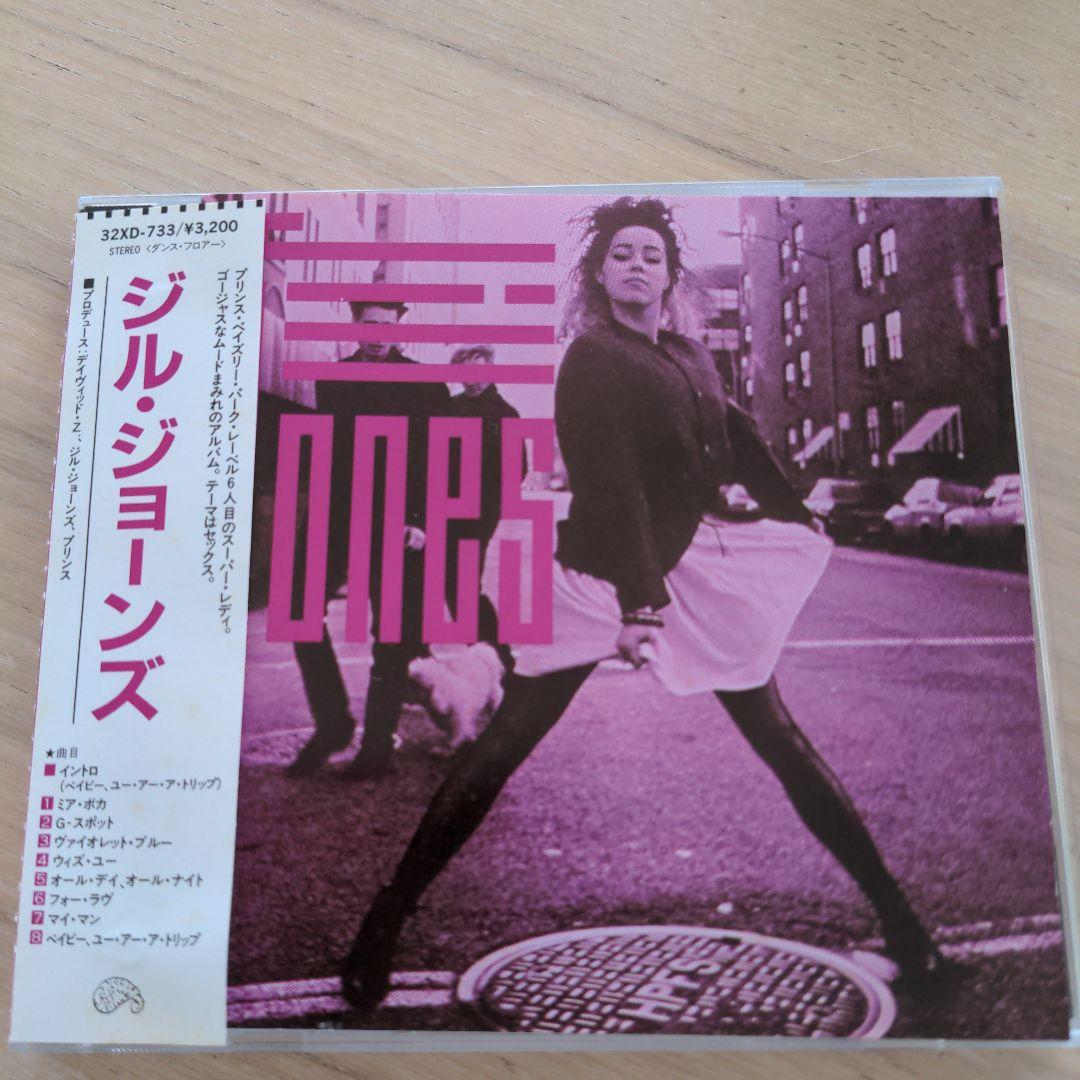 32XD-733/¥3,200
STEREO〈ダンス・フロアー〉
プリンス・ペイズリー・パーク・レーベル6人目のスーパー・レディ。
ゴージャスなムードまみれのアルバム。テーマはセックス。
ジル・ジョーンズ
■プロデュース:デイヴィッド・Z、ジル・ジョーンズ、プリンス
★曲目
■イントロ
(ベイビー、ユー・アー・ア・トリップ)
1 ミア・ボカ
2 G-スポット
3 ヴァイオレット・ブルー
4 ウィズ・ユー
5 オール・デイ、オール・ナイト
6 フォー・ラヴ
7 マイ・マン
8 ベイビー、ユー・アー・ア・トリップ
ones
HPFS